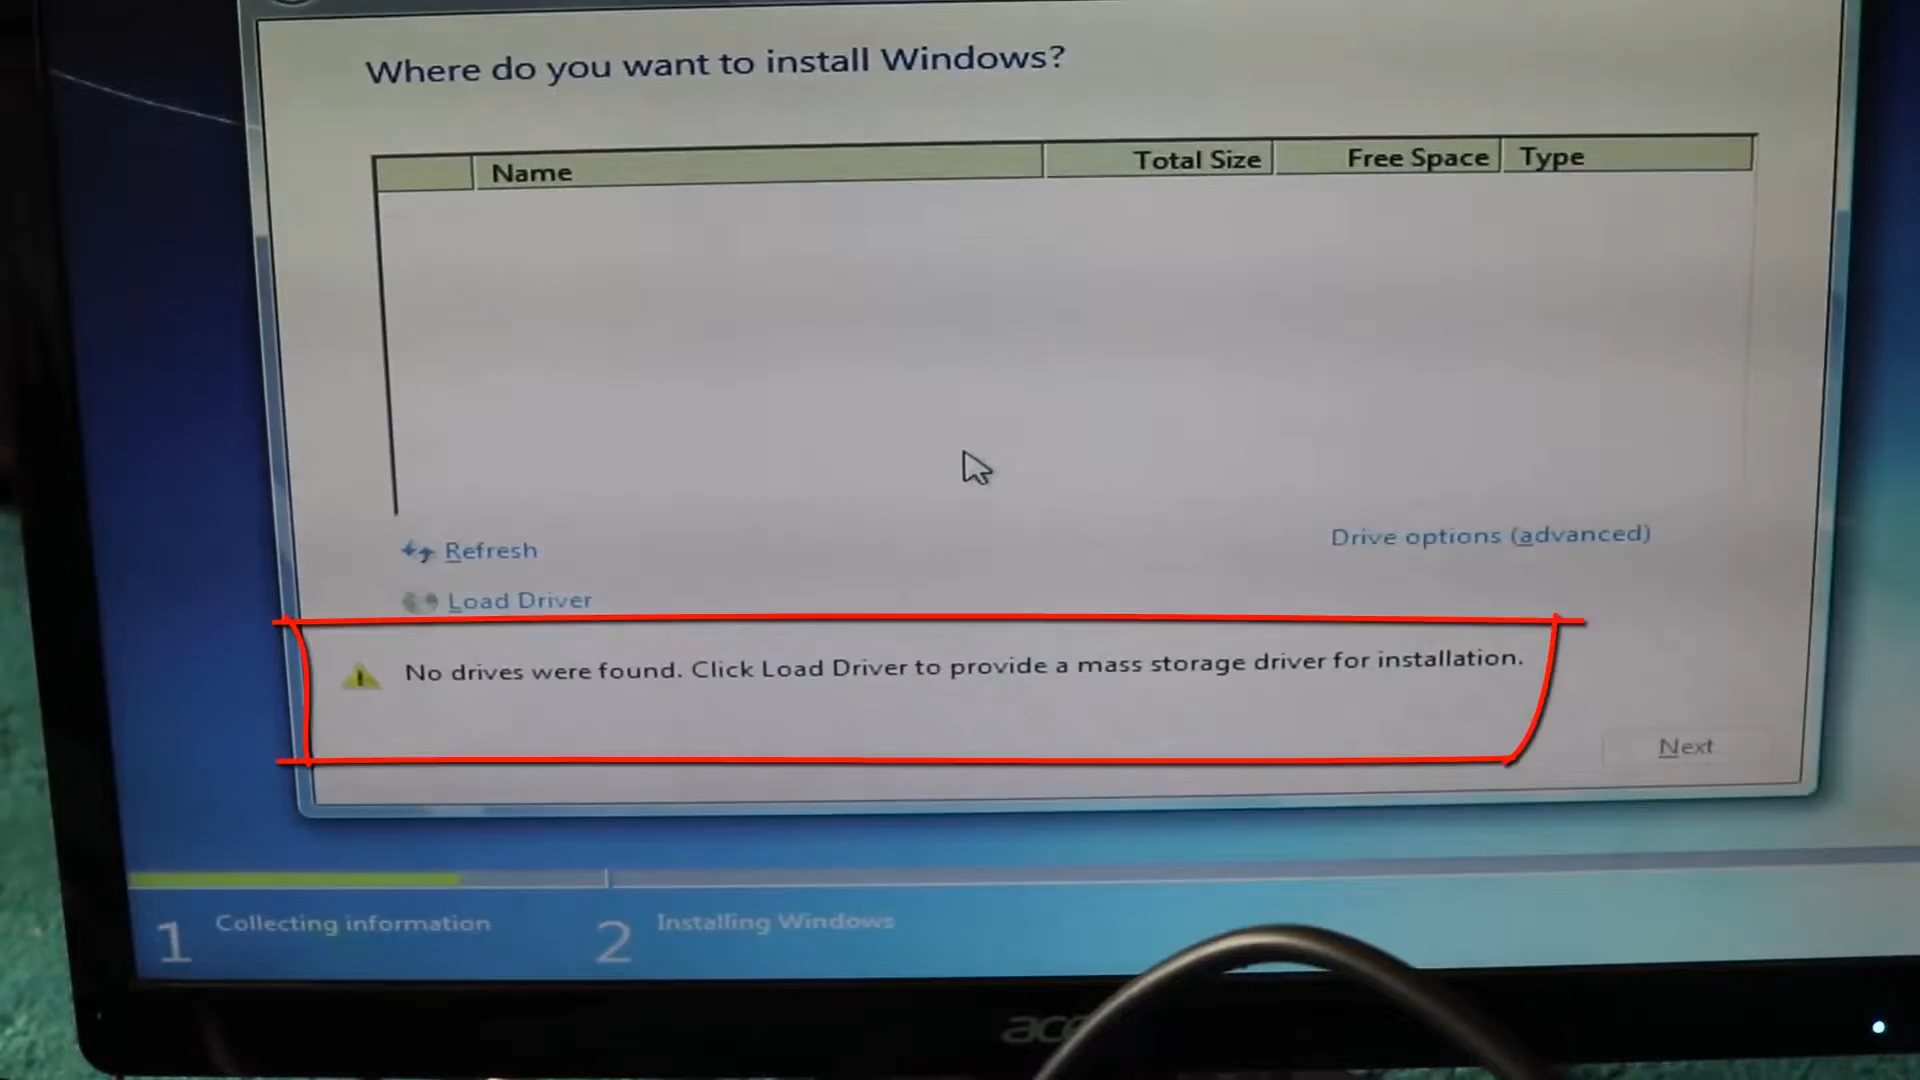 Where do you want to install Windows?
Name Total Size Free Space Type
Refresh Drive options (advanced)
Load Driver
No drives were found. Click Load Driver to provide a mass storage driver for installation.
Next
1 Collecting information 2 Installing Windows